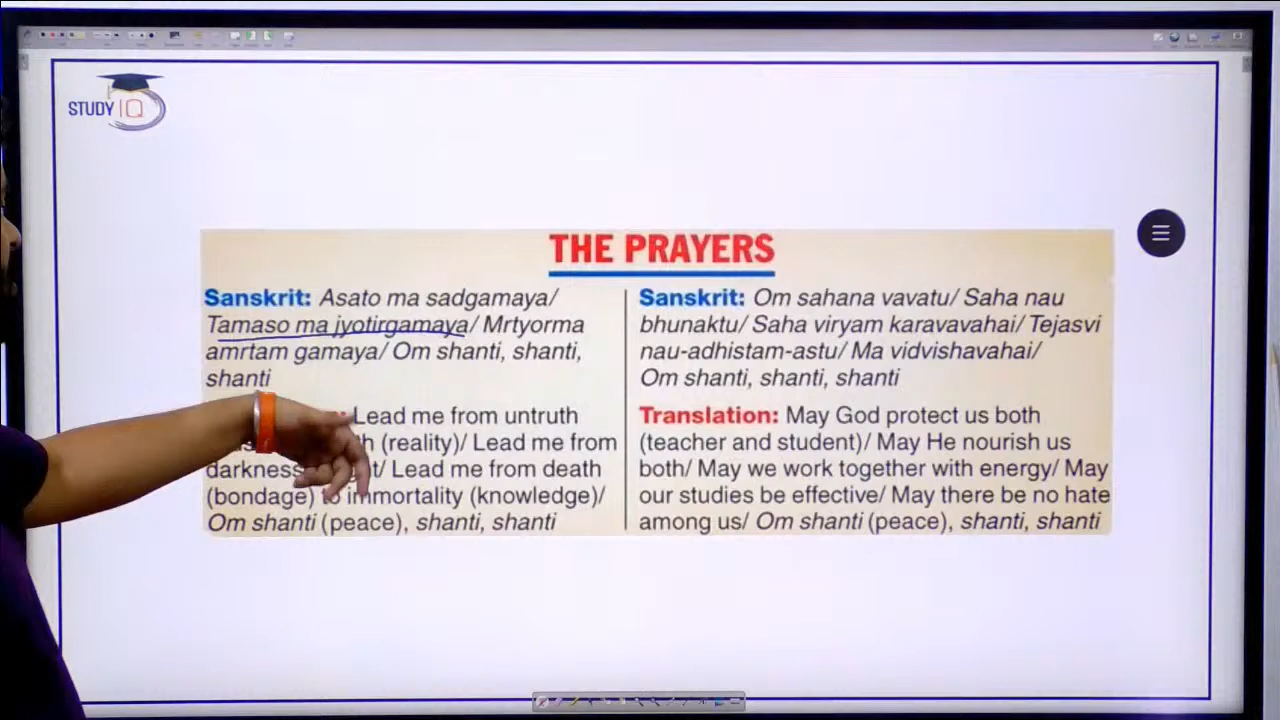 STUDY IQ
THE PRAYERS
Sanskrit: Asato ma sadgamaya/
Tamaso ma jyotirgamaya/ Mrtyorma
amrtam gamaya/ Om shanti, shanti,
shanti
Lead me from untruth
(reality)/ Lead me from
darkness / Lead me from death
(bondage) to immortality (knowledge)/
Om shanti (peace), shanti, shanti
Sanskrit: Om sahana vavatu/ Saha nau
bhunaktu/ Saha viryam karavavahai/ Tejasvi
nau-adhistam-astu/ Ma vidvishavahai/
Om shanti, shanti, shanti
Translation: May God protect us both
(teacher and student)/ May He nourish us
both/ May we work together with energy/ May
our studies be effective/ May there be no hate
among us/ Om shanti (peace), shanti, shanti